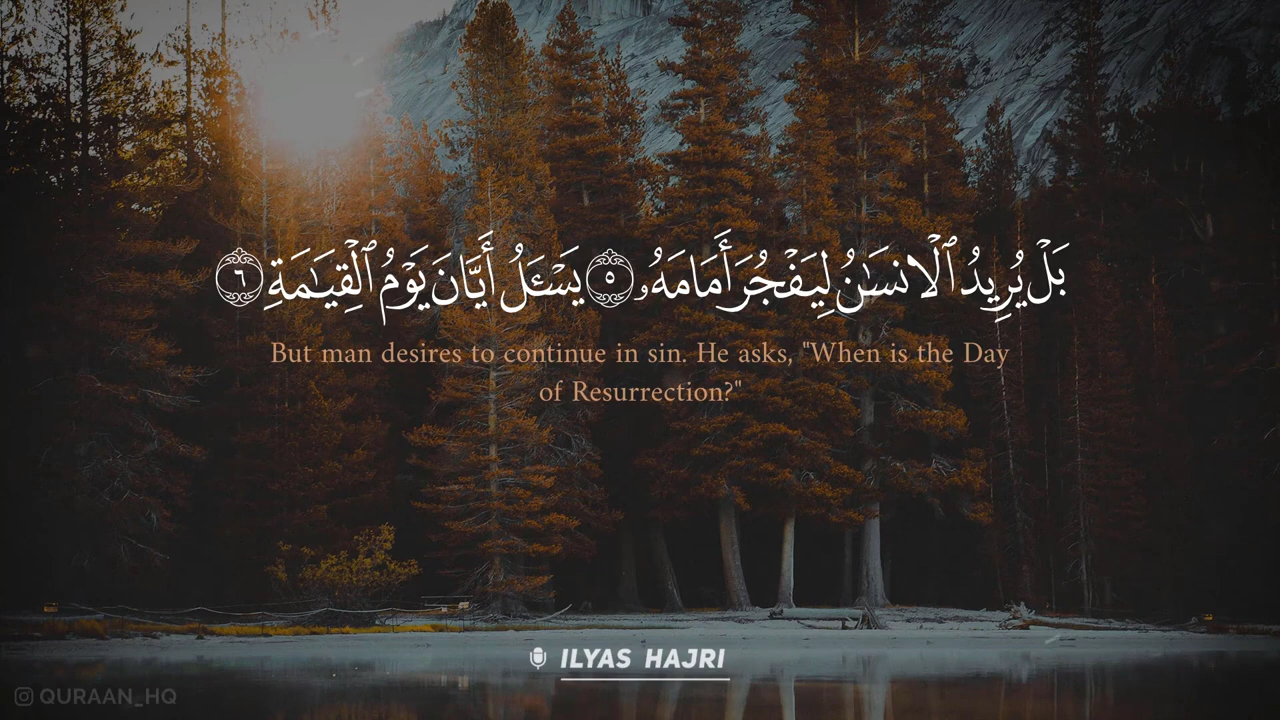 بَلْ يُرِيدُ ٱلْإِنسَـٰنُ لِيَفْجُرَ أَمَامَهُۥ ٥ يَسْـَٔلُ أَيَّانَ يَوْمُ ٱلْقِيَـٰمَةِ ٦
But man desires to continue in sin. He asks, "When is the Day
of Resurrection?"
ILYAS HAJRI
QURAAN_HQ